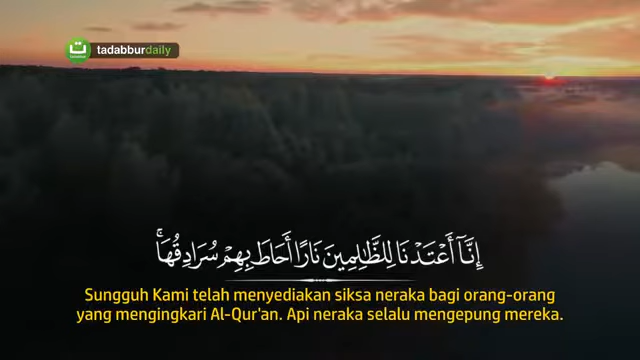 tadabburdaily
إِنَّآ أَعْتَدْنَا لِلظَّٰلِمِينَ نَارًا أَحَاطَ بِهِمْ سُرَادِقُهَاۚ
Sungguh Kami telah menyediakan siksa neraka bagi orang-orang
yang mengingkari Al-Qur'an. Api neraka selalu mengepung mereka.